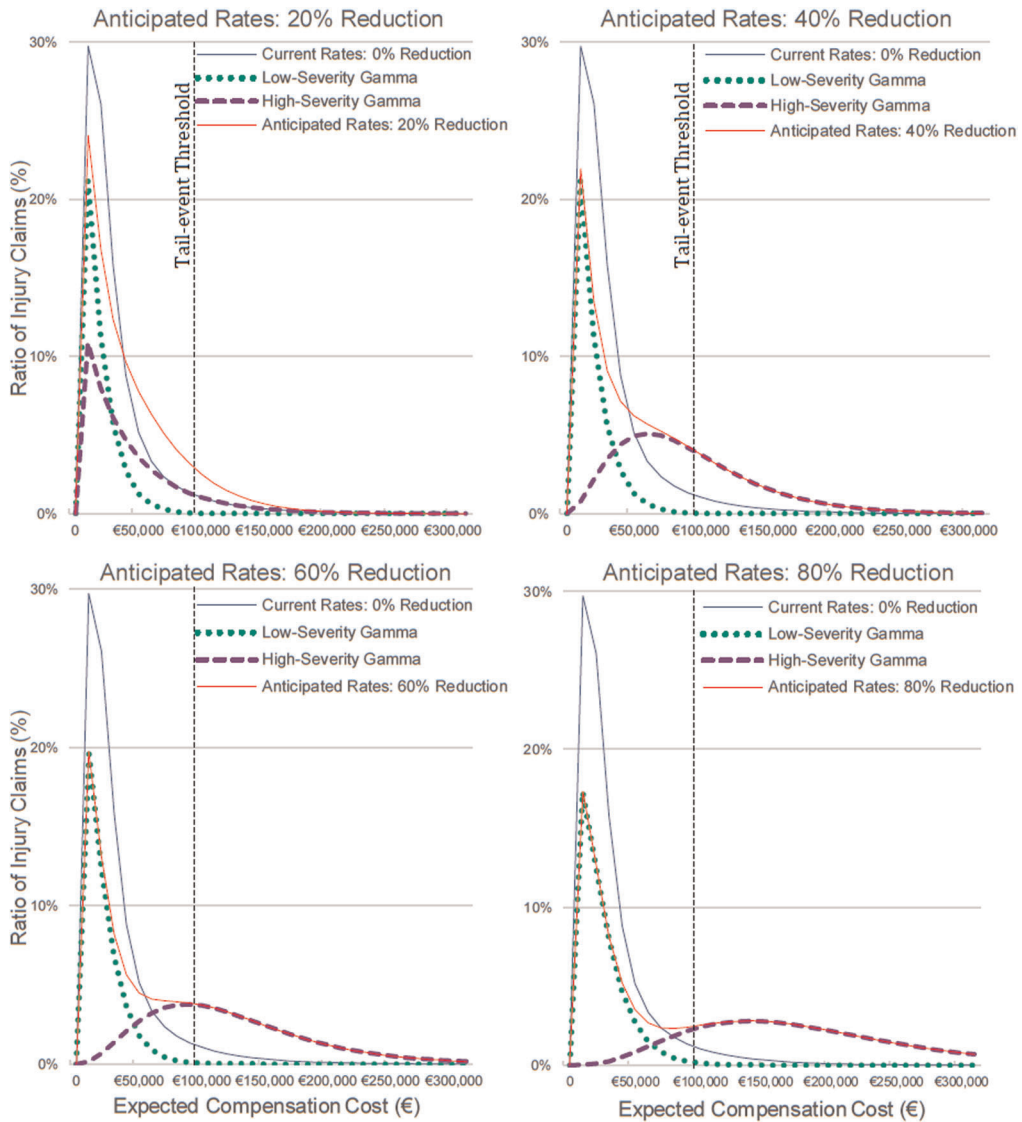 Anticipated Rates: 20% Reduction
30%
20%
10%
0%
Ratio of Injury Claims (%)
Current Rates: 0% Reduction
Low-Severity Gamma
High-Severity Gamma
Anticipated Rates: 20% Reduction
Tail-event Threshold
0 €50,000 €100,000 €150,000 €200,000 €250,000 €300,000
Anticipated Rates: 40% Reduction
30%
20%
10%
0%
Current Rates: 0% Reduction
Low-Severity Gamma
High-Severity Gamma
Anticipated Rates: 40% Reduction
Tail-event Threshold
0 €50,000 €100,000 €150,000 €200,000 €250,000 €300,000
Anticipated Rates: 60% Reduction
30%
20%
10%
0%
Ratio of Injury Claims (%)
Current Rates: 0% Reduction
Low-Severity Gamma
High-Severity Gamma
Anticipated Rates: 60% Reduction
0 €50,000 €100,000 €150,000 €200,000 €250,000 €300,000
Expected Compensation Cost (€)
Anticipated Rates: 80% Reduction
30%
20%
10%
0%
Current Rates: 0% Reduction
Low-Severity Gamma
High-Severity Gamma
Anticipated Rates: 80% Reduction
0 €50,000 €100,000 €150,000 €200,000 €250,000 €300,000
Expected Compensation Cost (€)